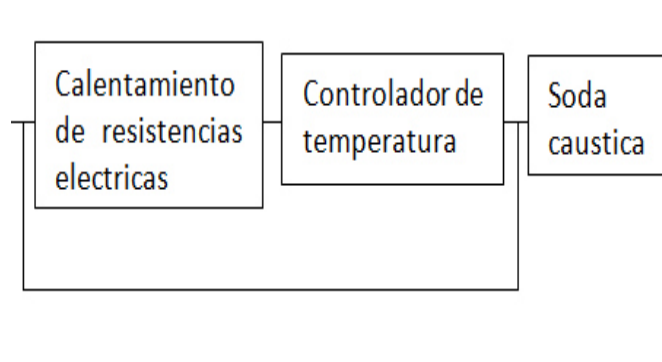 Calentamiento
de resistencias
electricas
Controlador de
temperatura
Soda
caustica